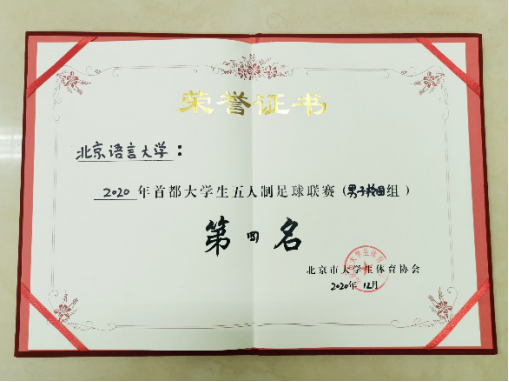 荣誉证书
北京语言大学：
2020年首都大学生五人制足球联赛（男子校园组）
第四名
北京市大学生体育协会
2020年12月